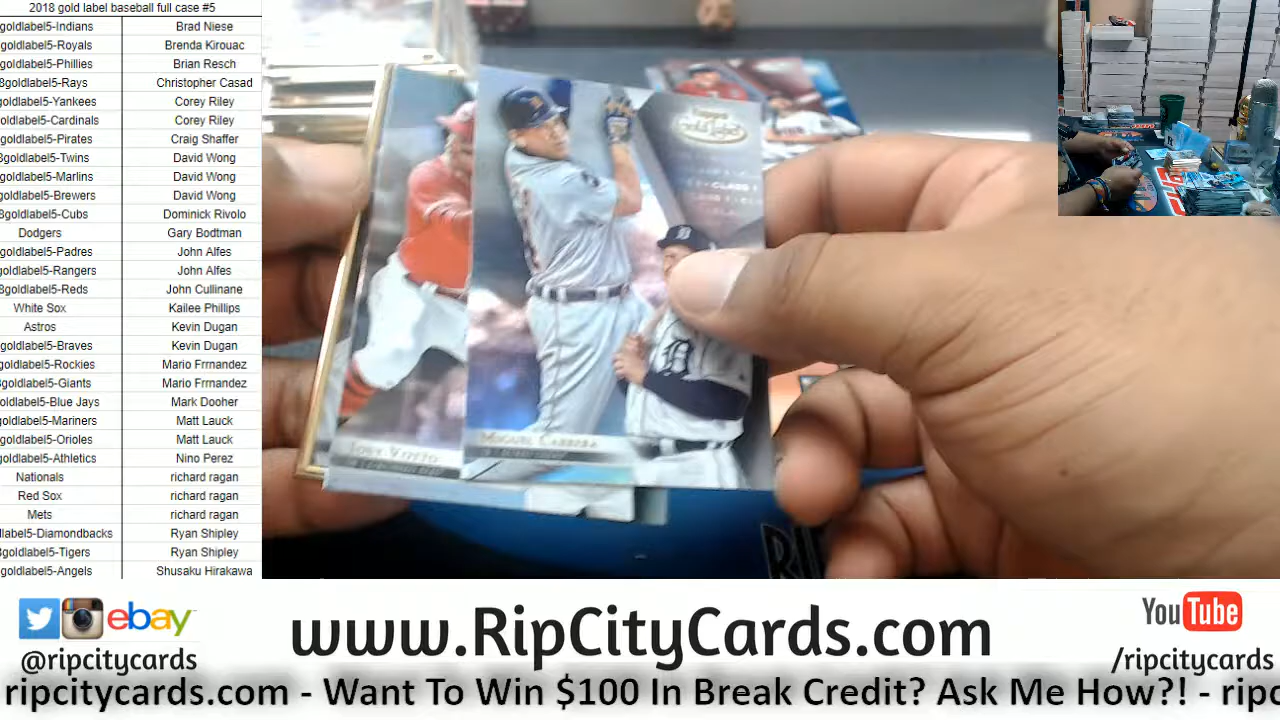 2018 gold label baseball full case #5
goldlabel5-Indians Brad Niese
goldlabel5-Royals Brenda Kirouac
goldlabel5-Phillies Brian Resch
8goldlabel5-Rays Christopher Casad
goldlabel5-Yankees Corey Riley
goldlabel5-Cardinals Corey Riley
goldlabel5-Pirates Craig Shaffer
8goldlabel5-Twins David Wong
goldlabel5-Marlins David Wong
goldlabel5-Brewers David Wong
8goldlabel5-Cubs Dominick Rivolo
Dodgers Gary Bodtman
goldlabel5-Padres John Alfes
goldlabel5-Rangers John Alfes
8goldlabel5-Reds John Cullinane
White Sox Kailee Phillips
Astros Kevin Dugan
goldlabel5-Braves Kevin Dugan
goldlabel5-Rockies Mario Frrnandez
8goldlabel5-Giants Mario Frrnandez
oldlabel5-Blue Jays Mark Dooher
goldlabel5-Mariners Matt Lauck
goldlabel5-Orioles Matt Lauck
goldlabel5-Athletics Nino Perez
Nationals richard ragan
Red Sox richard ragan
Mets richard ragan
llabel5-Diamondbacks Ryan Shipley
8goldlabel5-Tigers Ryan Shipley
goldlabel5-Angels Shusaku Hirakawa
CLASS 1
Miguel Cabrera
Joey Votto
ebay
@ripcitycards
www.RipCityCards.com
YouTube
/ripcitycards
ripcitycards.com - Want To Win $100 In Break Credit? Ask Me How?! - ripc